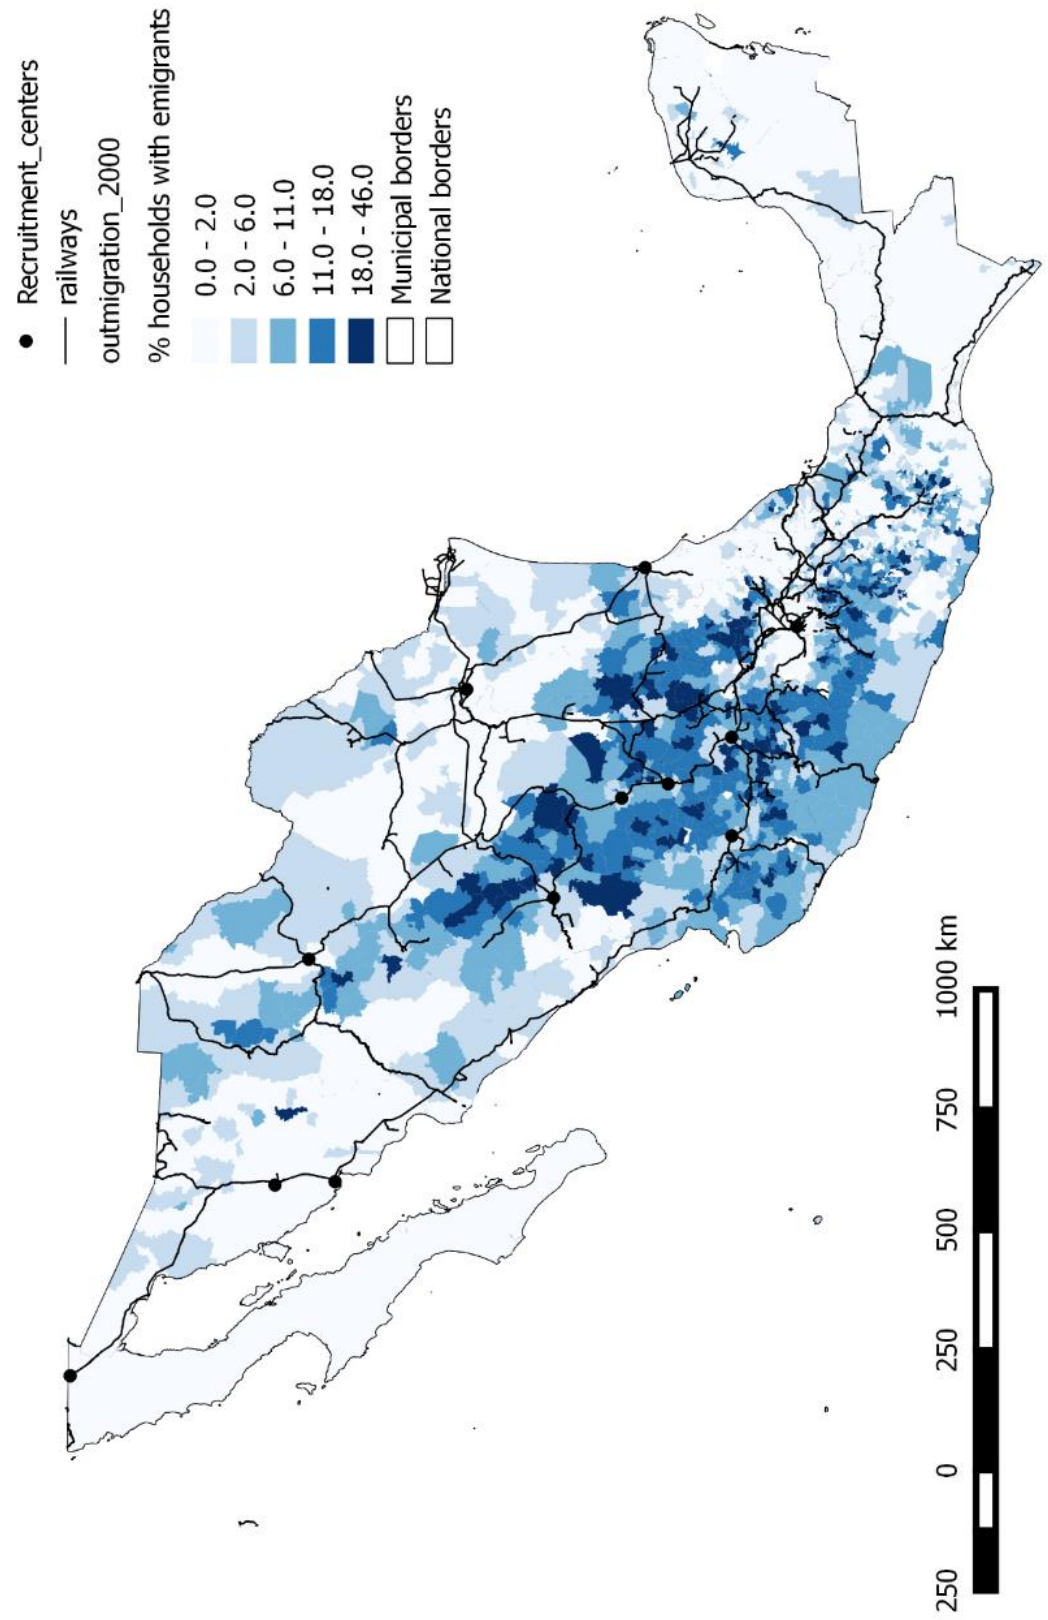 Recruitment_centers
railways
outmigration_2000
% households with emigrants
0.0 - 2.0
2.0 - 6.0
6.0 - 11.0
11.0 - 18.0
18.0 - 46.0
Municipal borders
National borders
250 0 250 500 750 1000 km